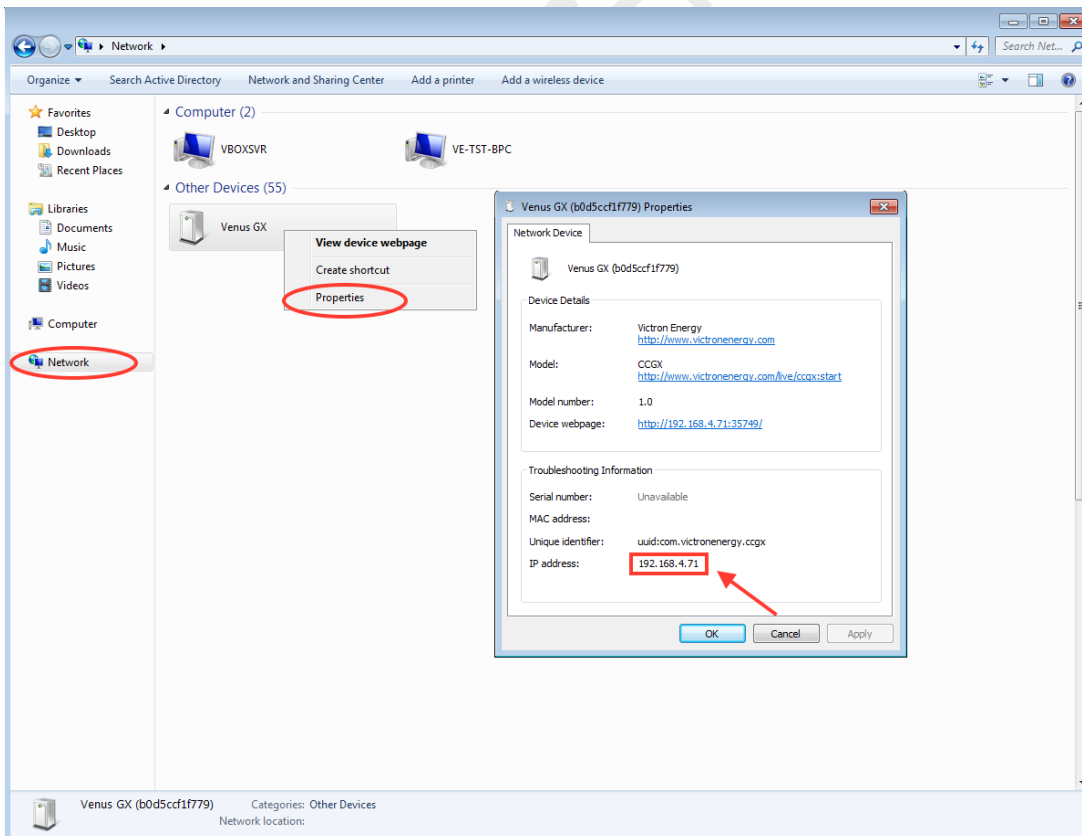 Network
Search Net...
Organize
Search Active Directory
Network and Sharing Center
Add a printer
Add a wireless device
Favorites
Desktop
Downloads
Recent Places
Libraries
Documents
Music
Pictures
Videos
Computer
Network
Computer (2)
VBOXSVR
VE-TST-BPC
Other Devices (55)
Venus GX
View device webpage
Create shortcut
Properties
Venus GX (b0d5ccf1f779) Properties
Network Device
Venus GX (b0d5ccf1f779)
Device Details
Manufacturer: Victron Energy
http://www.victronenergy.com
Model: CCGX
http://www.victronenergy.com/live/ccgx:start
Model number: 1.0
Device webpage: http://192.168.4.71:35749/
Troubleshooting Information
Serial number: Unavailable
MAC address:
Unique identifier: uuid:com.victronenergy.ccgx
IP address: 192.168.4.71
OK
Cancel
Apply
Venus GX (b0d5ccf1f779) Categories: Other Devices
Network location: